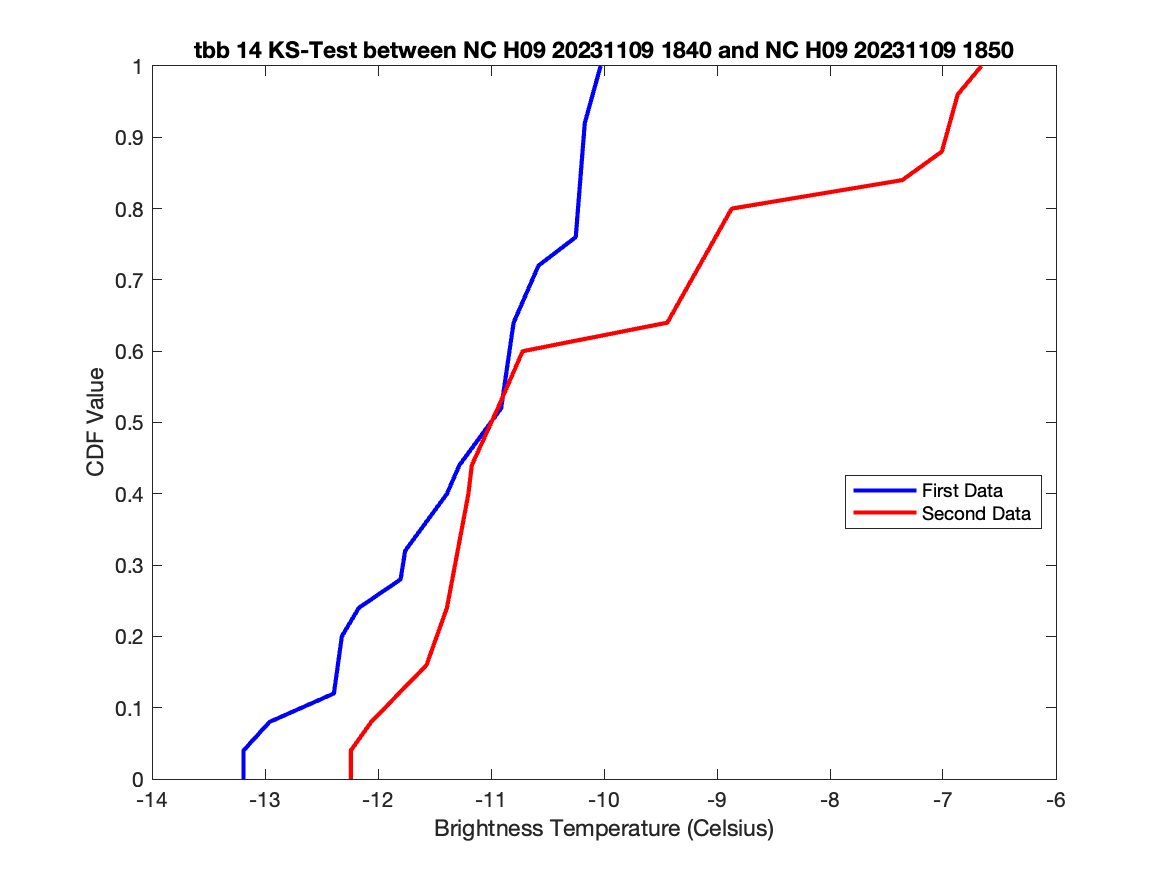 tbb 14 KS-Test between NC H09 20231109 1840 and NC H09 20231109 1850
1
0.9
0.8
0.7
0.6
0.5
0.4
0.3
0.2
0.1
0
CDF Value
First Data
Second Data
-14 -13 -12 -11 -10 -9 -8 -7 -6
Brightness Temperature (Celsius)